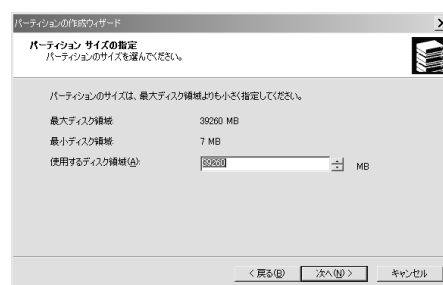 パーティションの作成ウィザード
パーティション サイズの指定
パーティションのサイズを選んでください。
パーティションのサイズは、最大ディスク領域よりも小さく指定してください。
最大ディスク領域: 39260 MB
最小ディスク領域: 7 MB
使用するディスク領域(A): 39260 MB
< 戻る(B) 次へ(N) > キャンセル